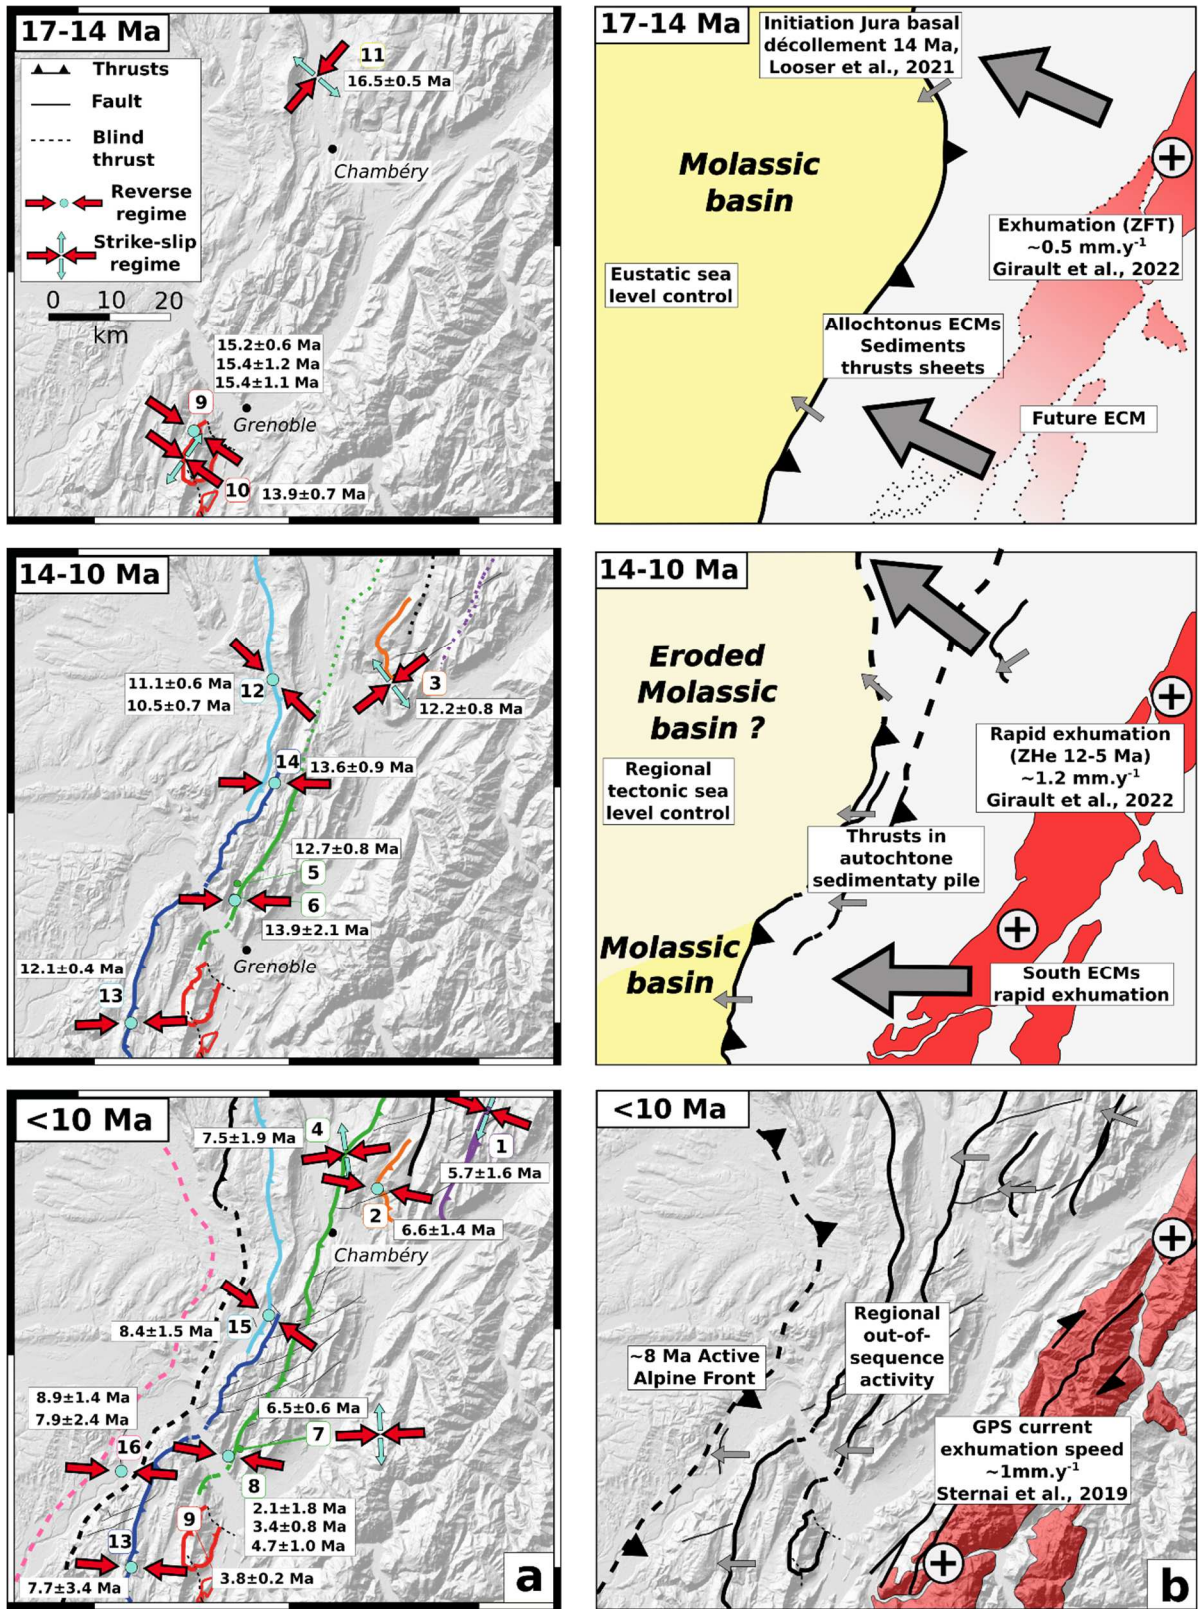 17-14 Ma
Thrusts
Fault
Blind
thrust
Reverse
regime
Strike-slip
regime
0 10 20
km
11
16.5±0.5 Ma
Chambéry
15.2±0.6 Ma
15.4±1.2 Ma
15.4±1.1 Ma
9
Grenoble
10
13.9±0.7 Ma
17-14 Ma
Initiation Jura basal
décollement 14 Ma,
Looser et al., 2021
Molassic
basin
Eustatic sea
level control
Exhumation (ZFT)
~0.5 mm.y-1
Girault et al., 2022
Allochtonus ECMs
Sediments
thrusts sheets
Future ECM
14-10 Ma
11.1±0.6 Ma
10.5±0.7 Ma
12
3
12.2±0.8 Ma
14
13.6±0.9 Ma
12.7±0.8 Ma
5
6
13.9±2.1 Ma
Grenoble
12.1±0.4 Ma
13
14-10 Ma
Eroded
Molassic
basin ?
Regional
tectonic sea
level control
Rapid exhumation
(ZHe 12-5 Ma)
~1.2 mm.y-1
Girault et al., 2022
Thrusts in
autochtone
sedimentaty pile
Molassic
basin
South ECMs
rapid exhumation
<10 Ma
7.5±1.9 Ma
4
1
5.7±1.6 Ma
2
6.6±1.4 Ma
Chambéry
15
8.4±1.5 Ma
8.9±1.4 Ma
7.9±2.4 Ma
6.5±0.6 Ma
7
16
8
2.1±1.8 Ma
3.4±0.8 Ma
4.7±1.0 Ma
9
13
3.8±0.2 Ma
7.7±3.4 Ma
a
<10 Ma
Regional
out-of-
sequence
activity
~8 Ma Active
Alpine Front
GPS current
exhumation speed
~1mm.y-1
Sternai et al., 2019
b